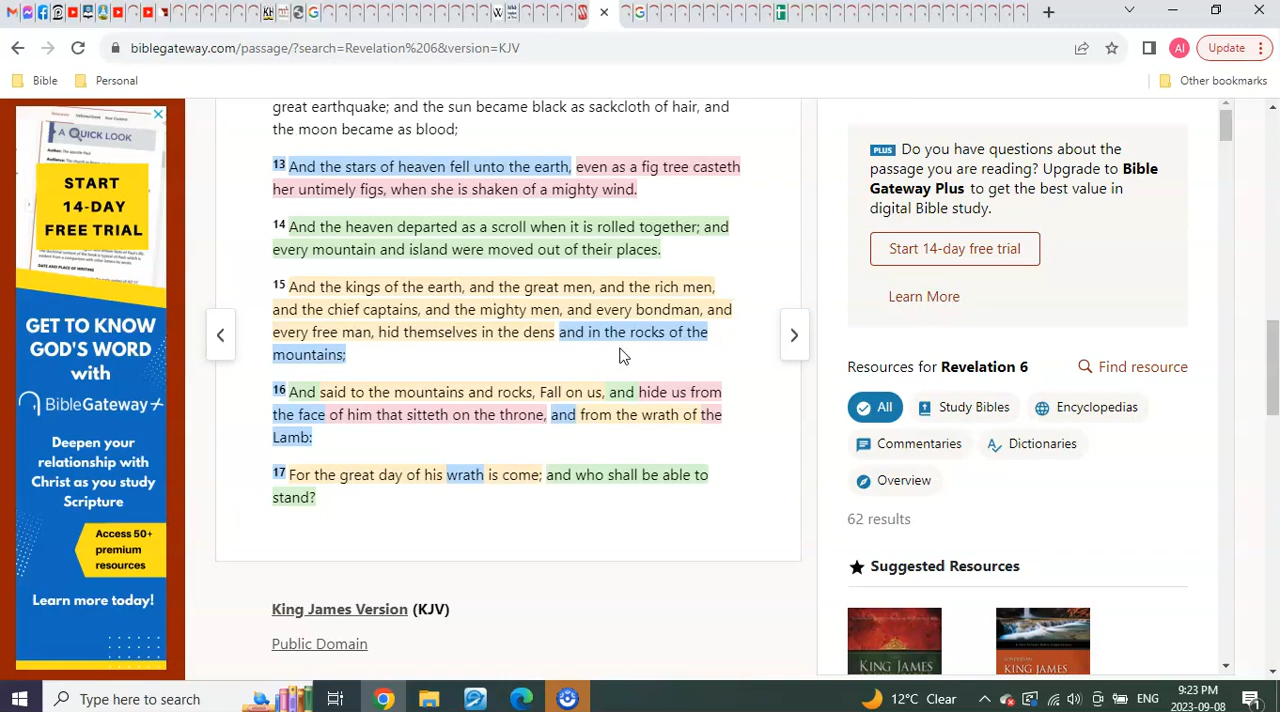 biblegateway.com/passage/?search=Revelation%206&version=KJV
AI
Update
Bible
Personal
Other bookmarks
A QUICK LOOK
START
14-DAY
FREE TRIAL
GET TO KNOW
GOD'S WORD
with
BibleGateway+
Deepen your
relationship with
Christ as you study
Scripture
Access 50+
premium
resources
Learn more today!
great earthquake; and the sun became black as sackcloth of hair, and
the moon became as blood;
13 And the stars of heaven fell unto the earth, even as a fig tree casteth
her untimely figs, when she is shaken of a mighty wind.
14 And the heaven departed as a scroll when it is rolled together; and
every mountain and island were moved out of their places.
15 And the kings of the earth, and the great men, and the rich men,
and the chief captains, and the mighty men, and every bondman, and
every free man, hid themselves in the dens and in the rocks of the
mountains;
16 And said to the mountains and rocks, Fall on us, and hide us from
the face of him that sitteth on the throne, and from the wrath of the
Lamb:
17 For the great day of his wrath is come; and who shall be able to
stand?
King James Version (KJV)
Public Domain
PLUS Do you have questions about the
passage you are reading? Upgrade to Bible
Gateway Plus to get the best value in
digital Bible study.
Start 14-day free trial
Learn More
Resources for Revelation 6
Find resource
All
Study Bibles
Encyclopedias
Commentaries
Dictionaries
Overview
62 results
Suggested Resources
KING JAMES
KING JAMES
Type here to search
12°C Clear
ENG
9:23 PM
2023-09-08
1